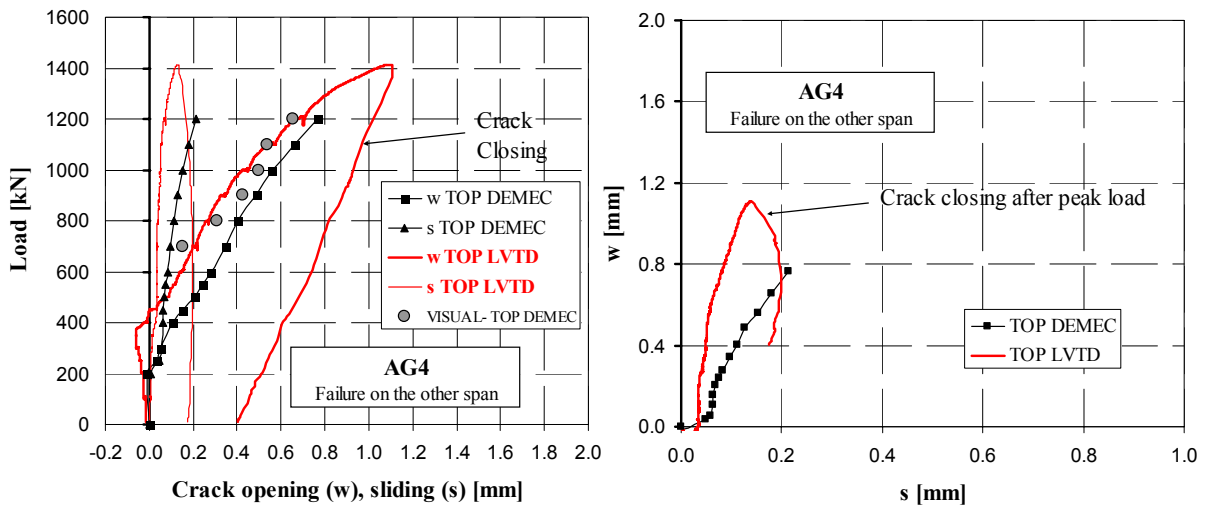 1600
1400
1200
1000
800
600
400
200
0
Load [kN]
-0.2 0.0 0.2 0.4 0.6 0.8 1.0 1.2 1.4 1.6 1.8 2.0
Crack opening (w), sliding (s) [mm]
Crack
Closing
w TOP DEMEC
s TOP DEMEC
w TOP LVTD
s TOP LVTD
VISUAL- TOP DEMEC
AG4
Failure on the other span
2.0
1.6
1.2
0.8
0.4
0.0
w [mm]
0.0 0.2 0.4 0.6 0.8 1.0
s [mm]
AG4
Failure on the other span
Crack closing after peak load
TOP DEMEC
TOP LVTD